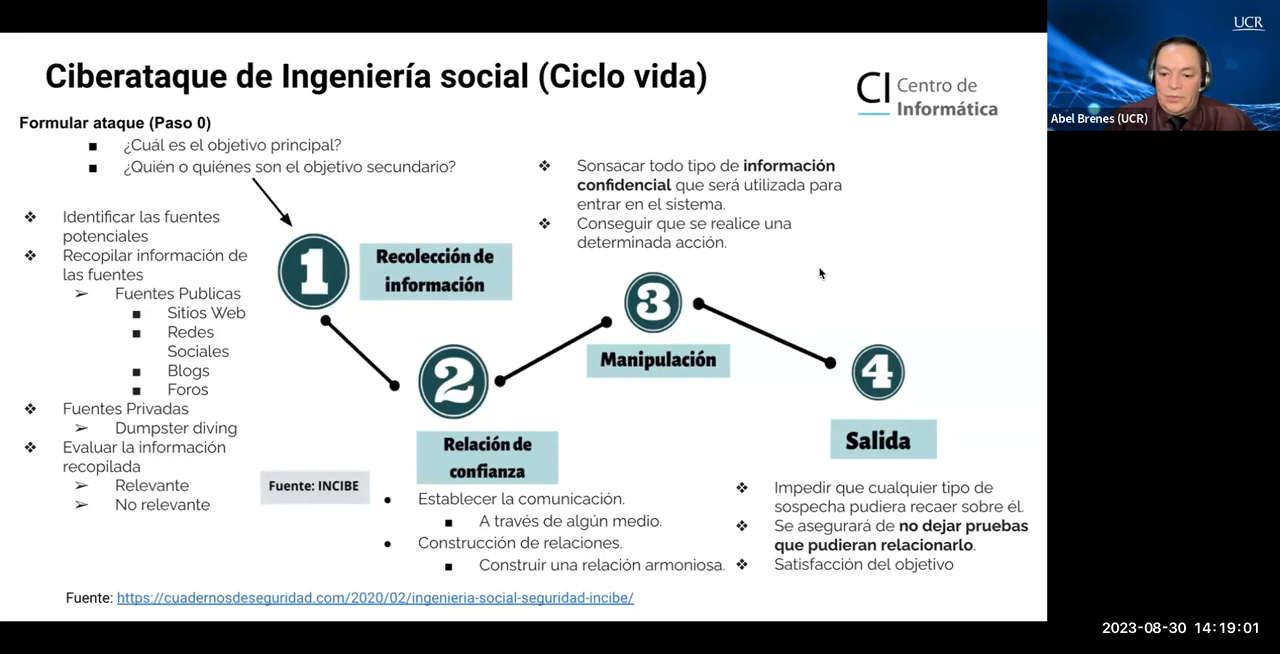 Ciberataque de Ingeniería social (Ciclo vida)
CI Centro de
Informática
UCR
Abel Brenes (UCR)
Formular ataque (Paso 0)
¿Cuál es el objetivo principal?
¿Quién o quiénes son el objetivo secundario?
Identificar las fuentes
potenciales
Recopilar información de
las fuentes
Fuentes Publicas
Sitios Web
Redes
Sociales
Blogs
Foros
Fuentes Privadas
Dumpster diving
Evaluar la información
recopilada
Relevante
No relevante
1
Recolección de
información
2
Relación de
confianza
Fuente: INCIBE
Establecer la comunicación.
A través de algún medio.
Construcción de relaciones.
Construir una relación armoniosa.
Sonsacar todo tipo de información
confidencial que será utilizada para
entrar en el sistema.
Conseguir que se realice una
determinada acción.
3
Manipulación
4
Salida
Impedir que cualquier tipo de
sospecha pudiera recaer sobre él.
Se asegurará de no dejar pruebas
que pudieran relacionarlo.
Satisfacción del objetivo
Fuente: https://cuadernosdeseguridad.com/2020/02/ingenieria-social-seguridad-incibe/
2023-08-30 14:19:01